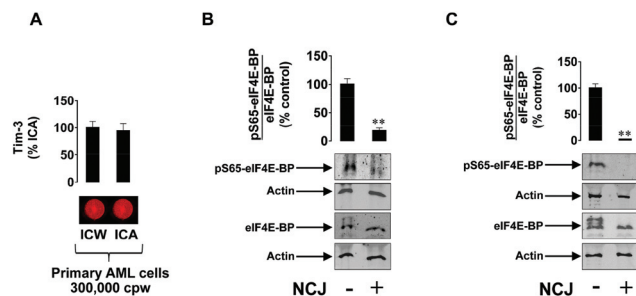 A
Tim-3
(% ICA)
150
100
50
0
ICW ICA
Primary AML cells
300,000 cpw
B
pS65-eIF4E-BP
eIF4E-BP
(% control)
150
100
50
0
**
pS65-eIF4E-BP
Actin
eIF4E-BP
Actin
NCJ - +
C
pS65-eIF4E-BP
eIF4E-BP
(% control)
150
100
50
0
**
pS65-eIF4E-BP
Actin
eIF4E-BP
Actin
NCJ - +